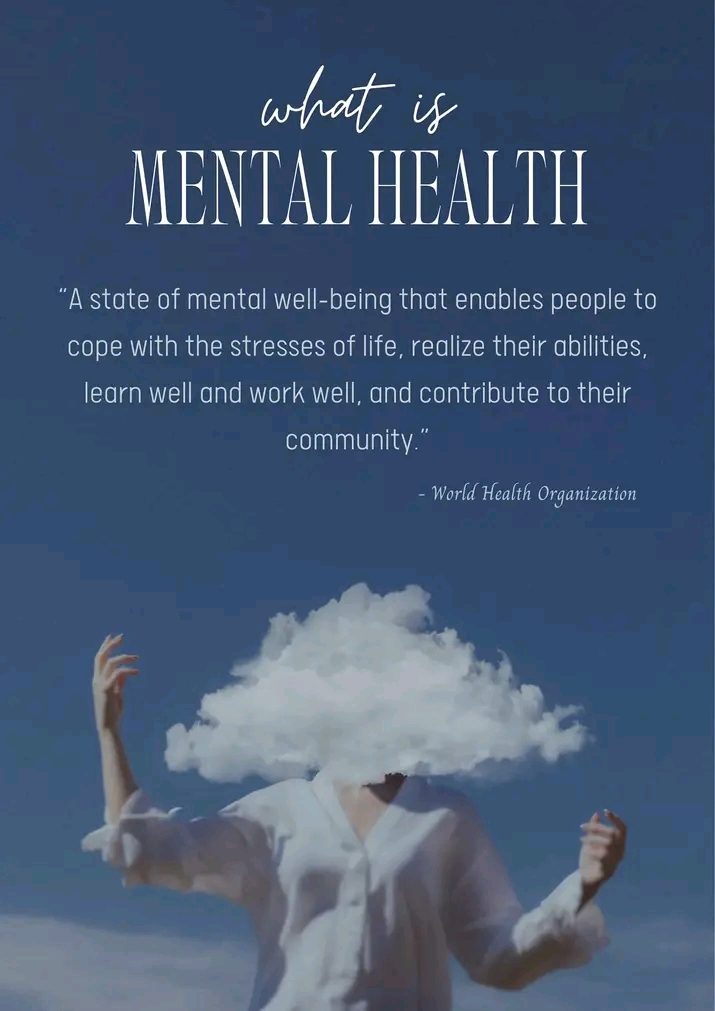 what is
MENTAL HEALTH
“A state of mental well-being that enables people to
cope with the stresses of life, realize their abilities,
learn well and work well, and contribute to their
community.”
- World Health Organization